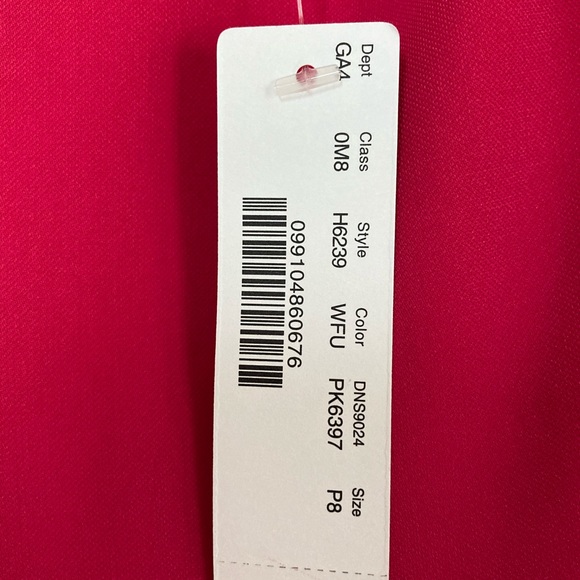 Dept Class Style Color DNS9024 Size
GA4 0M8 H6239 WFU PK6397 P8
099104860676